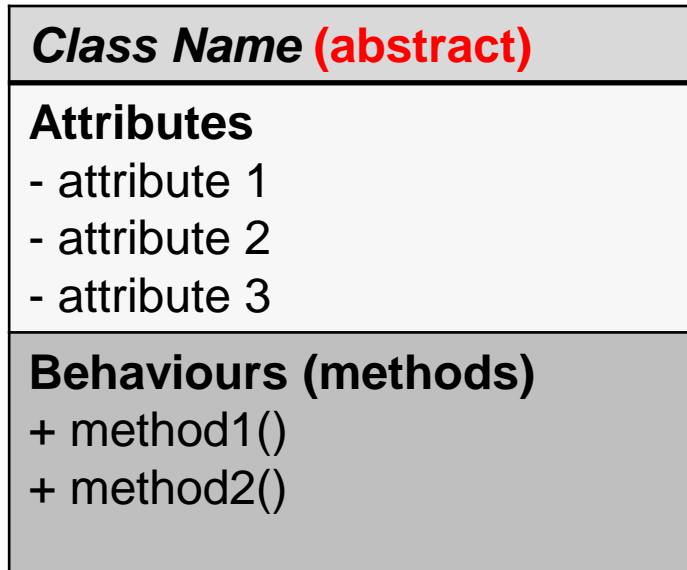 Class Name (abstract)
Attributes
- attribute 1
- attribute 2
- attribute 3
Behaviours (methods)
+ method1()
+ method2()